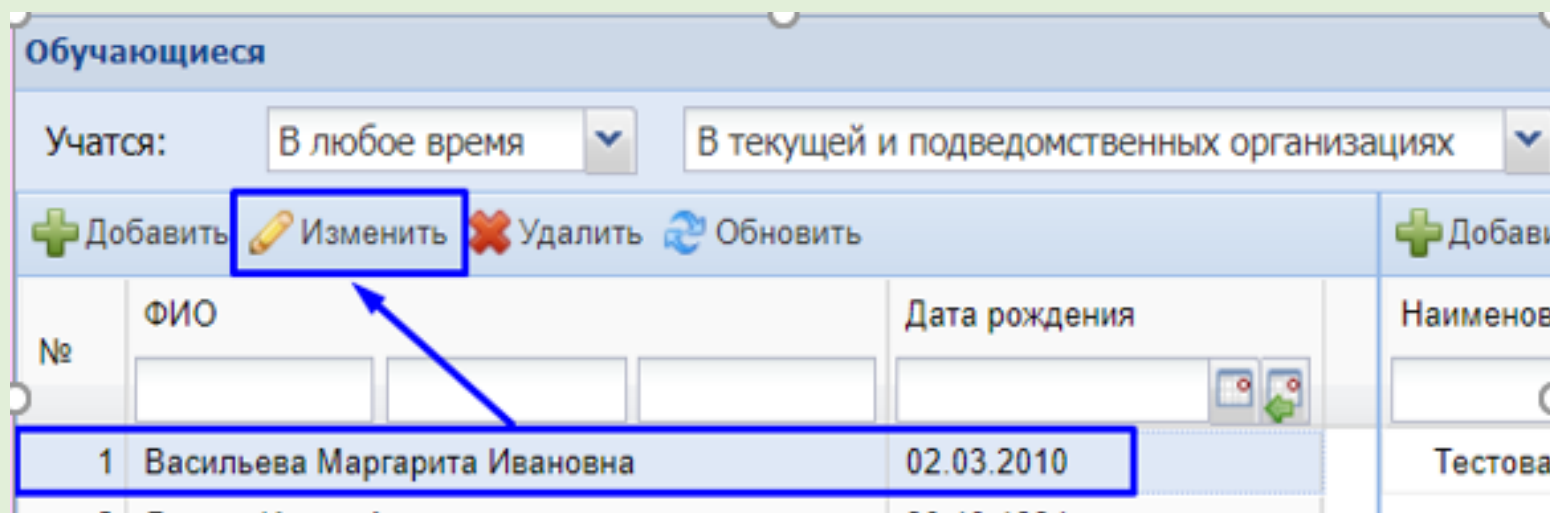 Обучающиеся
Учатся: В любое время В текущей и подведомственных организациях
Добавить Изменить Удалить Обновить Добави
ФИО Дата рождения Наименов
№
1 Васильева Маргарита Ивановна 02.03.2010 Тестова